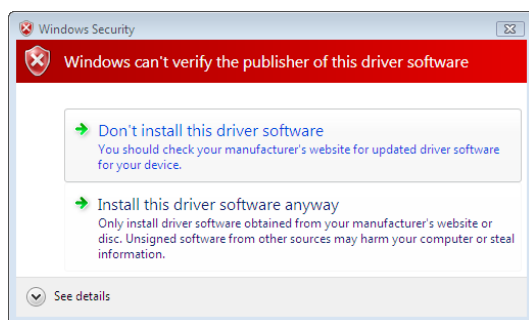 Windows Security
Windows can't verify the publisher of this driver software
Don't install this driver software
You should check your manufacturer's website for updated driver software
for your device.
Install this driver software anyway
Only install driver software obtained from your manufacturer's website or
disc. Unsigned software from other sources may harm your computer or steal
information.
See details